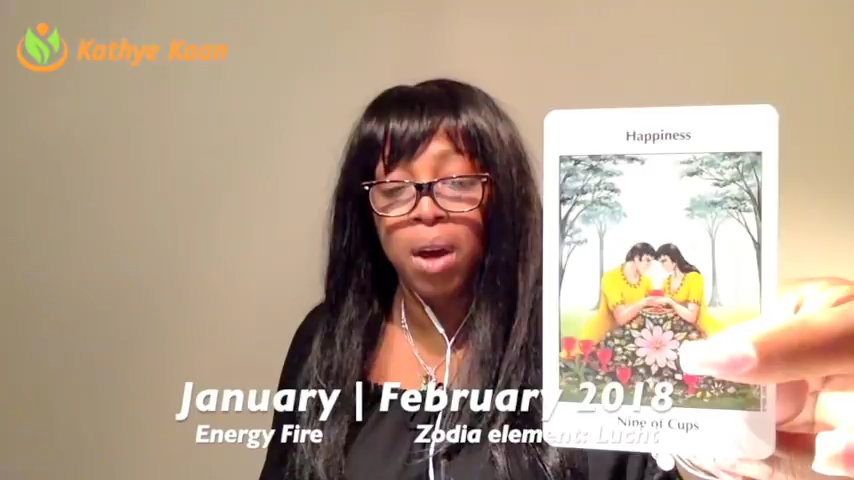 Kathye Kaan
Happiness
January | February 2018
Energy Fire
Zodia element: Lucht
Nine of Cups